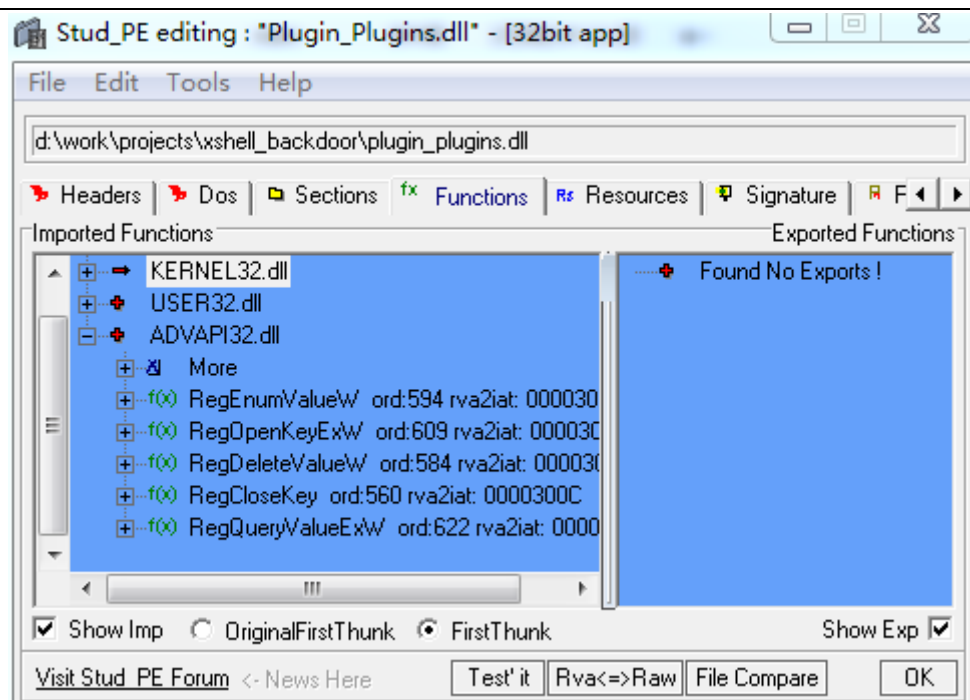 Stud_PE editing : "Plugin_Plugins.dll" - [32bit app]
File Edit Tools Help
d:\work\projects\xshell_backdoor\plugin_plugins.dll
Headers Dos Sections fx Functions Rs Resources Signature F
Imported Functions Exported Functions
KERNEL32.dll
Found No Exports !
USER32.dll
ADVAPI32.dll
More
f(x) RegEnumValueW ord:594 rva2iat: 000030
f(x) RegOpenKeyExW ord:609 rva2iat: 000030
f(x) RegDeleteValueW ord:584 rva2iat: 000030
f(x) RegCloseKey ord:560 rva2iat: 0000300C
f(x) RegQueryValueExW ord:622 rva2iat: 0000
Show Imp OriginalFirstThunk FirstThunk Show Exp
Visit Stud_PE Forum <- News Here Test' it Rva<=>Raw File Compare OK